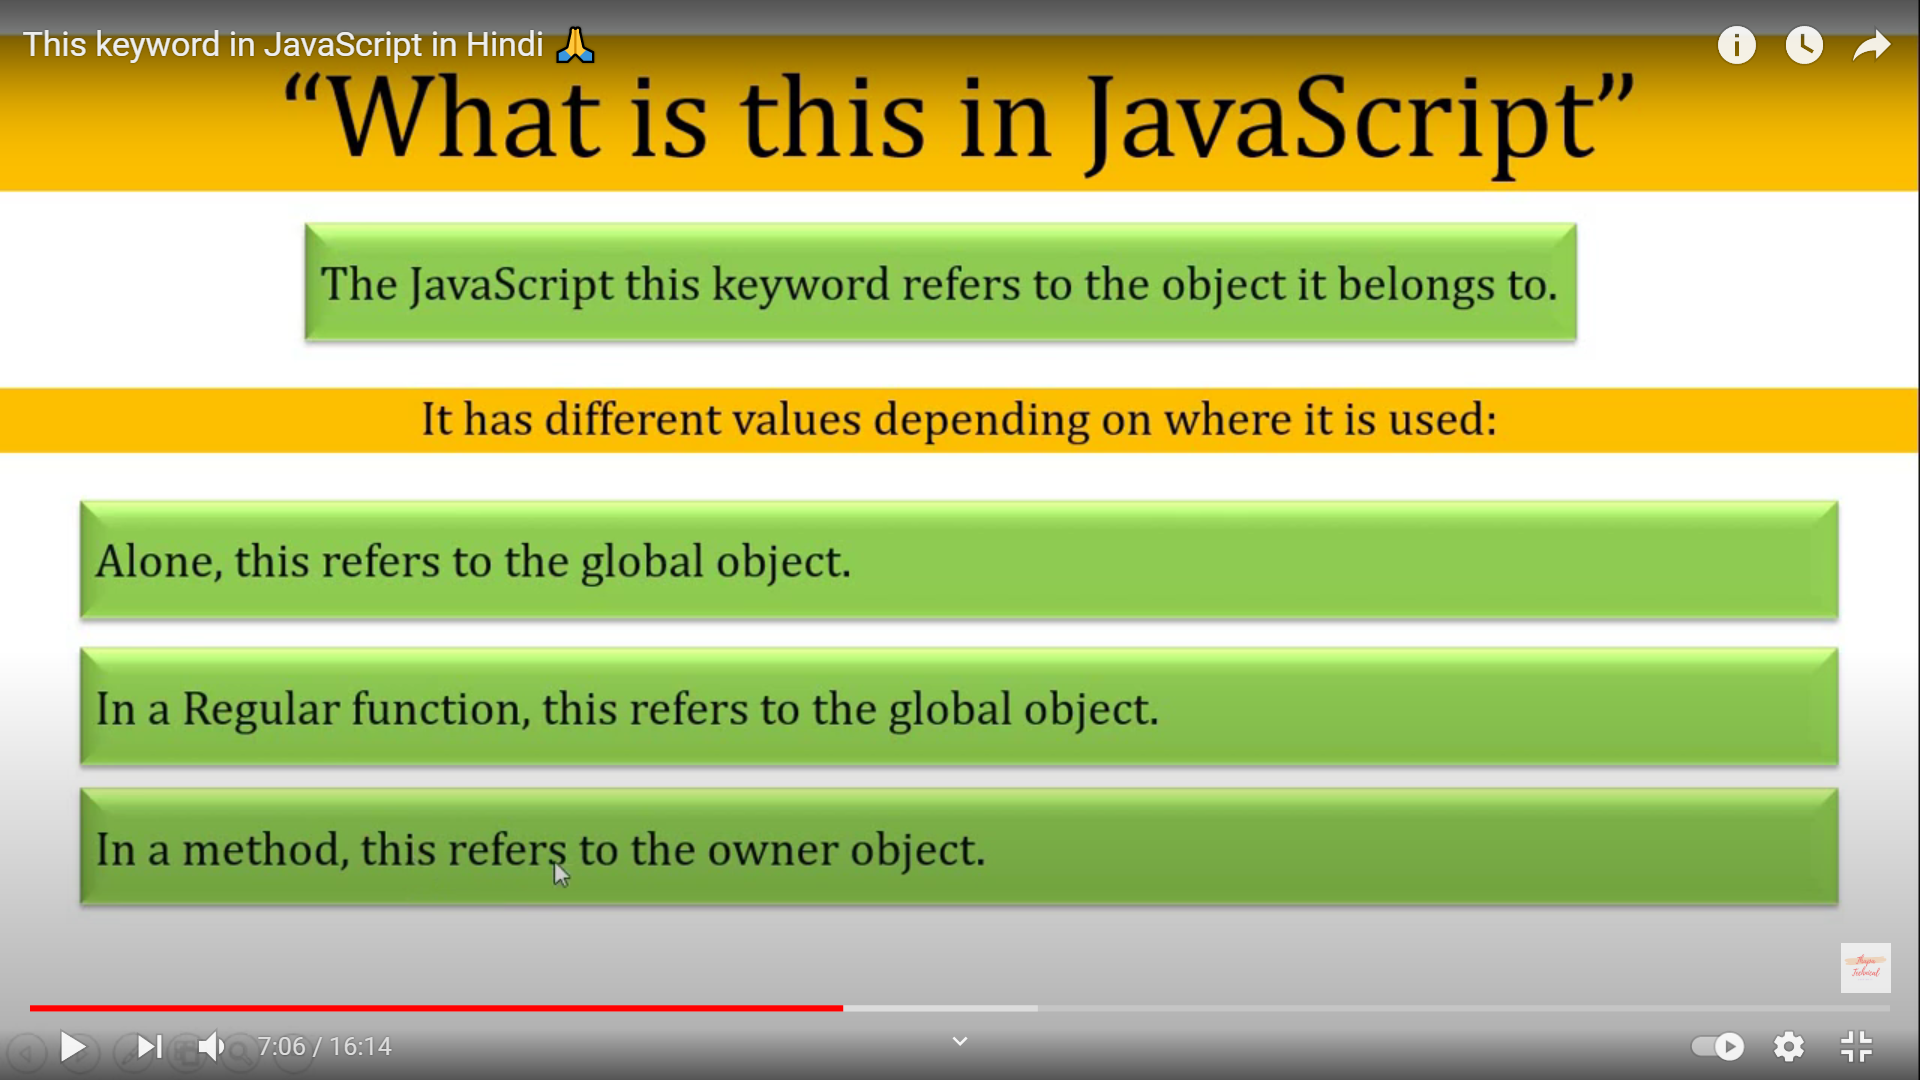 This keyword in JavaScript in Hindi 🙏
“What is this in JavaScript”
The JavaScript this keyword refers to the object it belongs to.
It has different values depending on where it is used:
Alone, this refers to the global object.
In a Regular function, this refers to the global object.
In a method, this refers to the owner object.
Thapa
Technical
7:06 / 16:14